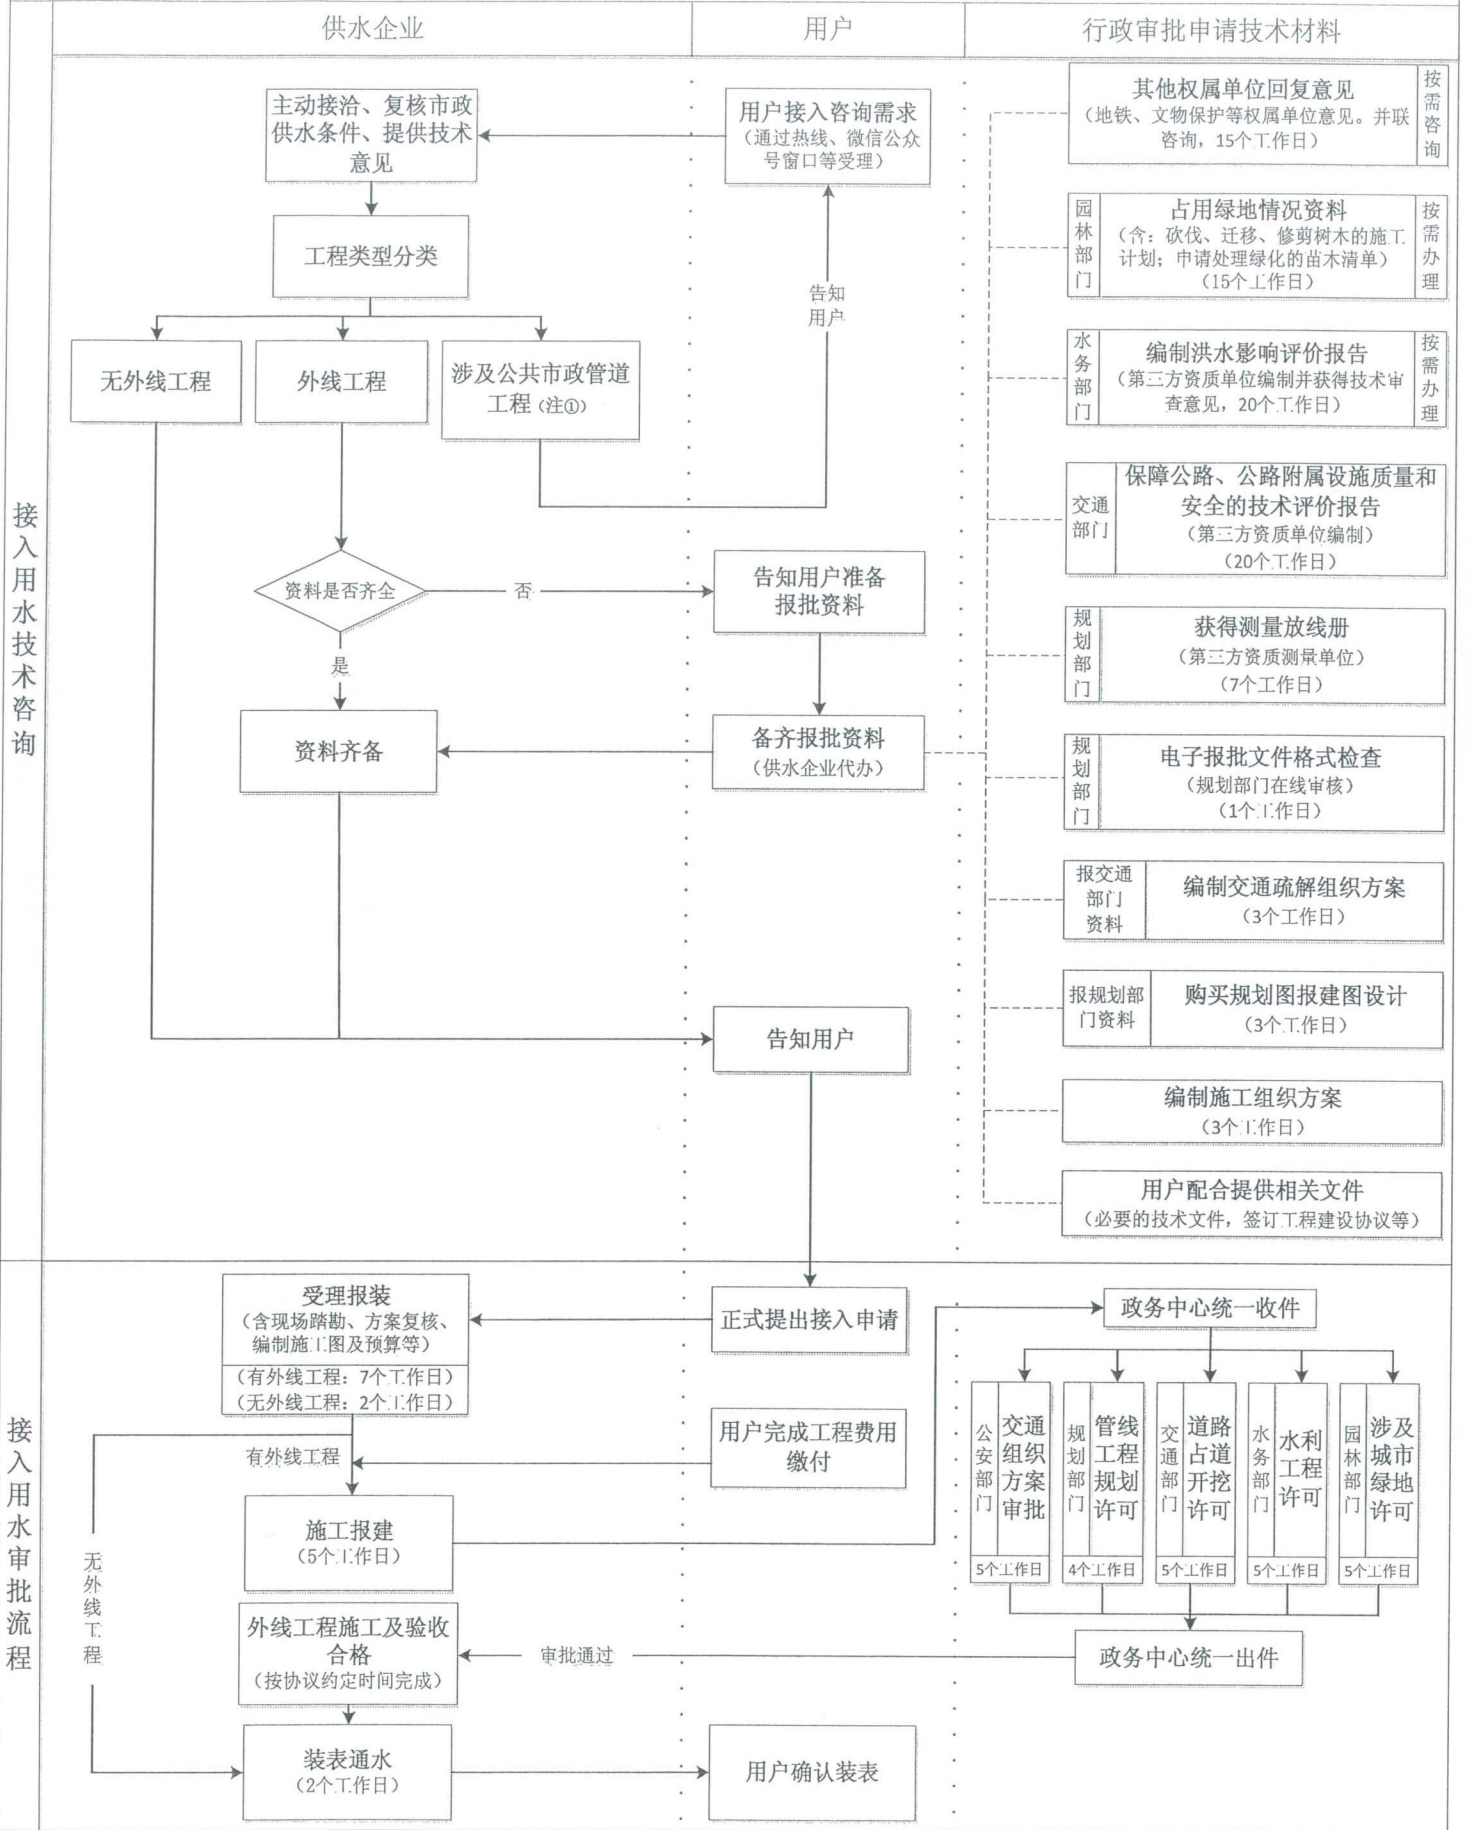 供水企业
用户
行政审批申请技术材料
接入用水技术咨询
主动接洽、复核市政
供水条件、提供技术
意见
用户接入咨询需求
（通过热线、微信公众
号窗口等受理）
工程类型分类
告知
用户
无外线工程
外线工程
涉及公共市政管道
工程（注①）
资料是否齐全
否
是
告知用户准备
报批资料
资料齐备
备齐报批资料
（供水企业代办）
告知用户
其他权属单位回复意见
（地铁、文物保护等权属单位意见。并联
咨询，15个工作日）
按需咨询
园林部门
占用绿地情况资料
（含：砍伐、迁移、修剪树木的施工
计划；申请处理绿化的苗木清单）
（15个工作日）
按需办理
水务部门
编制洪水影响评价报告
（第三方资质单位编制并获得技术审
查意见，20个工作日）
按需办理
交通
部门
保障公路、公路附属设施质量和
安全的技术评价报告
（第三方资质单位编制）
（20个工作日）
规划部门
获得测量放线册
（第三方资质测量单位）
（7个工作日）
规划部门
电子报批文件格式检查
（规划部门在线审核）
（1个工作日）
报交通
部门
资料
编制交通疏解组织方案
（3个工作日）
报规划部
门资料
购买规划图报建图设计
（3个工作日）
编制施工组织方案
（3个工作日）
用户配合提供相关文件
（必要的技术文件，签订工程建设协议等）
接入用水审批流程
受理报装
（含现场踏勘、方案复核、
编制施工图及预算等）
（有外线工程：7个工作日）
（无外线工程：2个工作日）
正式提出接入申请
政务中心统一收件
有外线工程
用户完成工程费用
缴付
无外线工程
施工报建
（5个工作日）
公安部门
交通
组织
方案
审批
5个工作日
规划部门
管线
工程
规划
许可
4个工作日
交通部门
道路
占道
开挖
许可
5个工作日
水务部门
水利
工程
许可
5个工作日
园林部门
涉及
城市
绿地
许可
5个工作日
外线工程施工及验收
合格
（按协议约定时间完成）
审批通过
政务中心统一出件
装表通水
（2个工作日）
用户确认装表